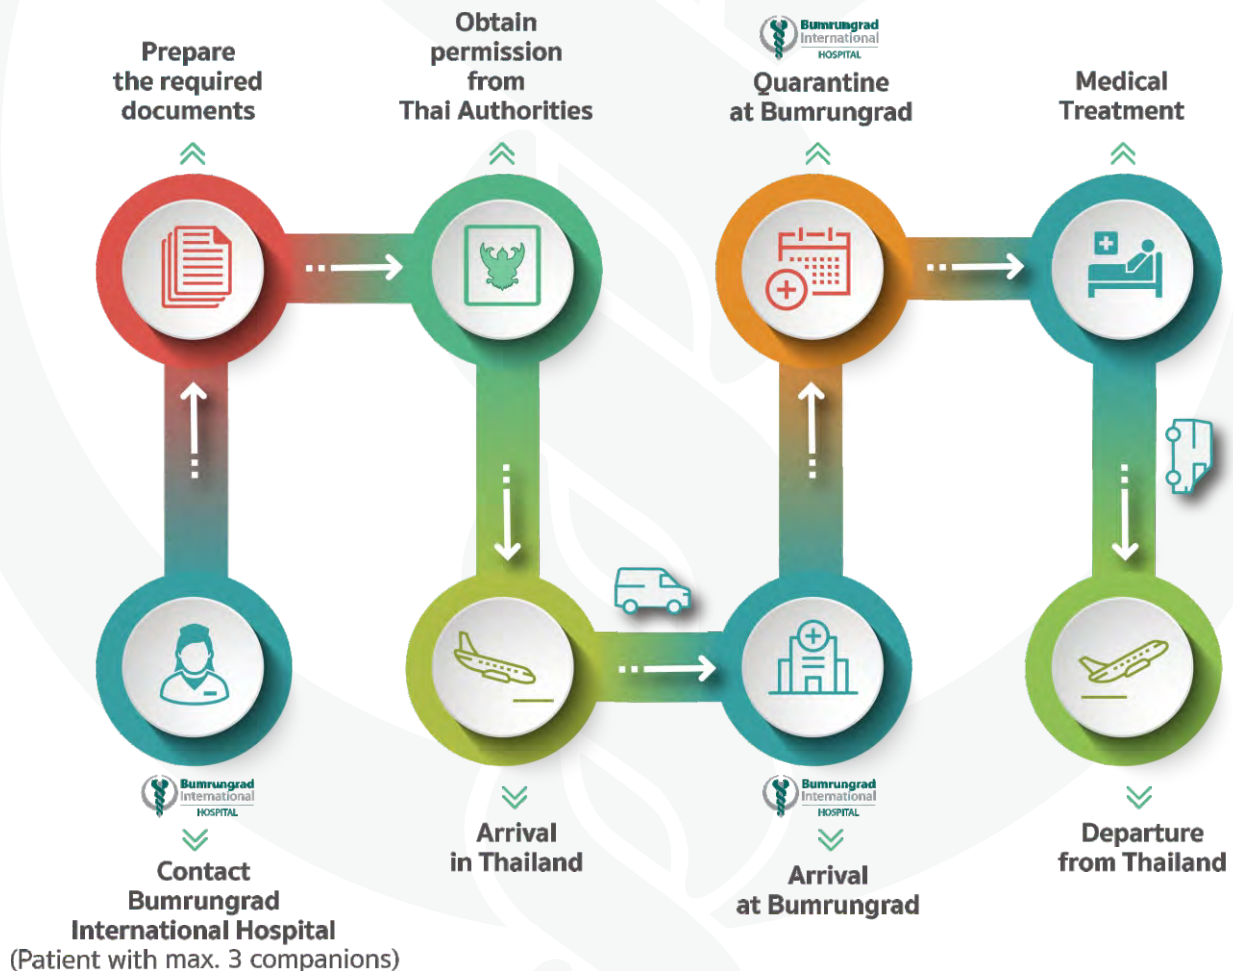 Prepare
the required
documents
Obtain
permission
from
Thai Authorities
Bumrungrad
International
HOSPITAL
Quarantine
at Bumrungrad
Medical
Treatment
Bumrungrad
International
HOSPITAL
Contact
Bumrungrad
International Hospital
(Patient with max. 3 companions)
Arrival
in Thailand
Bumrungrad
International
HOSPITAL
Arrival
at Bumrungrad
Departure
from Thailand